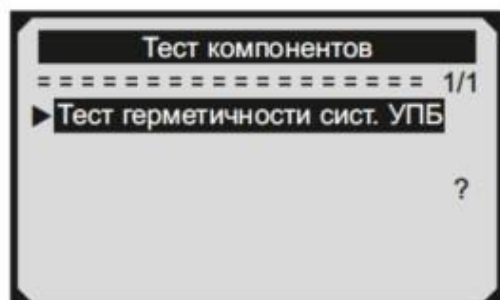 Тест компонентов
= = = = = = = = = = = = = = = = = = 1/1
►Тест герметичности сист. УПБ
?